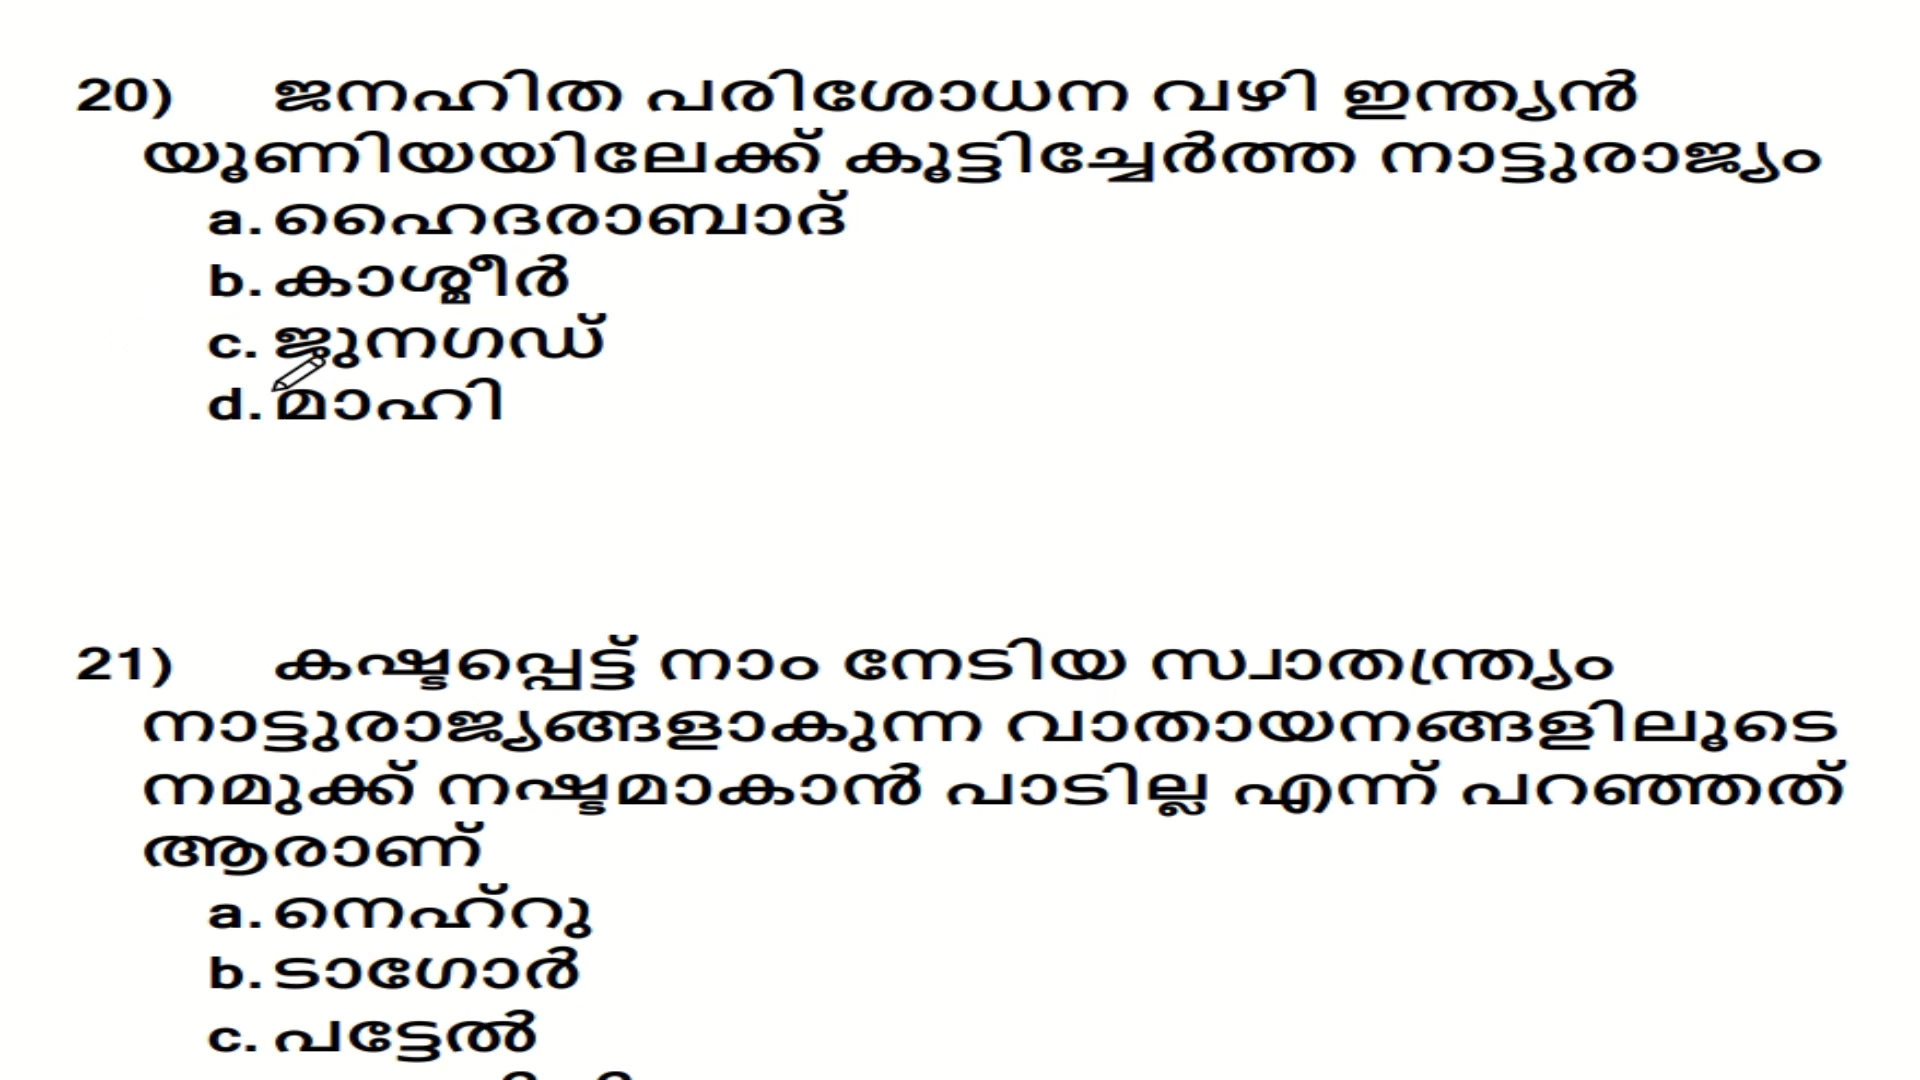 20) ജനഹിത പരിശോധന വഴി ഇന്ത്യൻ
യൂണിയയിലേക്ക് കൂട്ടിച്ചേർത്ത നാട്ടുരാജ്യം
a. ഹൈദരാബാദ്
b. കാശ്മീർ
c. ജുനഗഡ്
d. മാഹി
21) കഷ്ടപ്പെട്ട് നാം നേടിയ സ്വാതന്ത്ര്യം
നാട്ടുരാജ്യങ്ങളാകുന്ന വാതായനങ്ങളിലൂടെ
നമുക്ക് നഷ്ടമാകാൻ പാടില്ല എന്ന് പറഞ്ഞത്
ആരാണ്
a. നെഹ്റു
b. ടാഗോർ
c. പട്ടേൽ